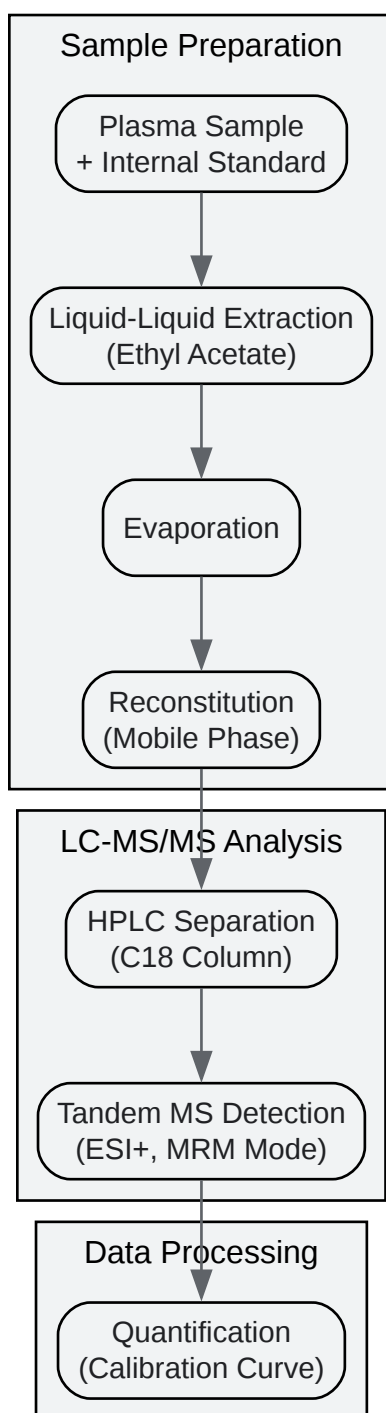 Sample Preparation
Plasma Sample
+ Internal Standard
Liquid-Liquid Extraction
(Ethyl Acetate)
Evaporation
Reconstitution
(Mobile Phase)
LC-MS/MS Analysis
HPLC Separation
(C18 Column)
Tandem MS Detection
(ESI+, MRM Mode)
Data Processing
Quantification
(Calibration Curve)